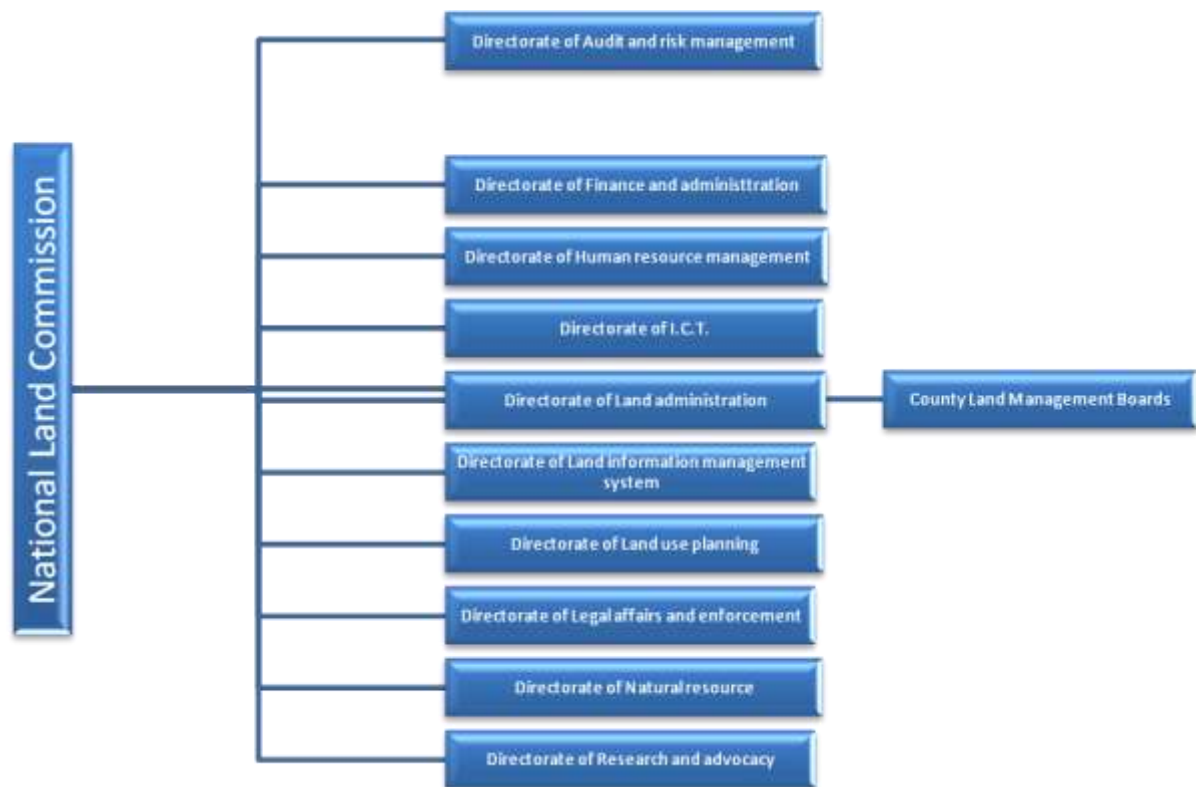 National Land Commission
Directorate of Audit and risk management
Directorate of Finance and administtration
Directorate of Human resource management
Directorate of I.C.T.
Directorate of Land administration
County Land Management Boards
Directorate of Land information management
system
Directorate of Land use planning
Directorate of Legal affairs and enforcement
Directorate of Natural resource
Directorate of Research and advocacy